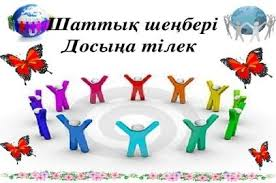 Шаттық шеңбері
Досыңа тілек